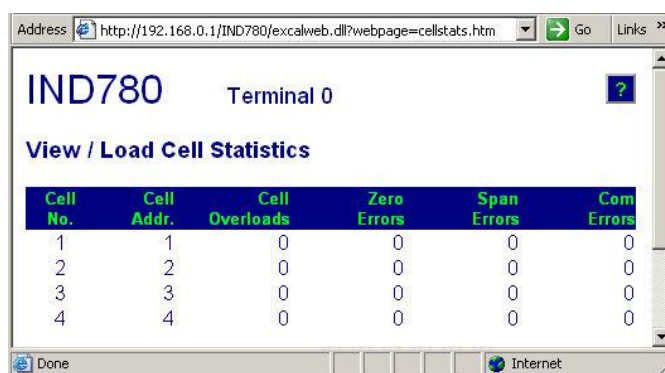 Address http://192.168.0.1/IND780/excalweb.dll?webpage=cellstats.htm Go Links »
IND780 Terminal 0 ?
View / Load Cell Statistics
Cell Cell Cell Zero Span Com
No. Addr. Overloads Errors Errors Errors
1 1 0 0 0 0
2 2 0 0 0 0
3 3 0 0 0 0
4 4 0 0 0 0
Done Internet